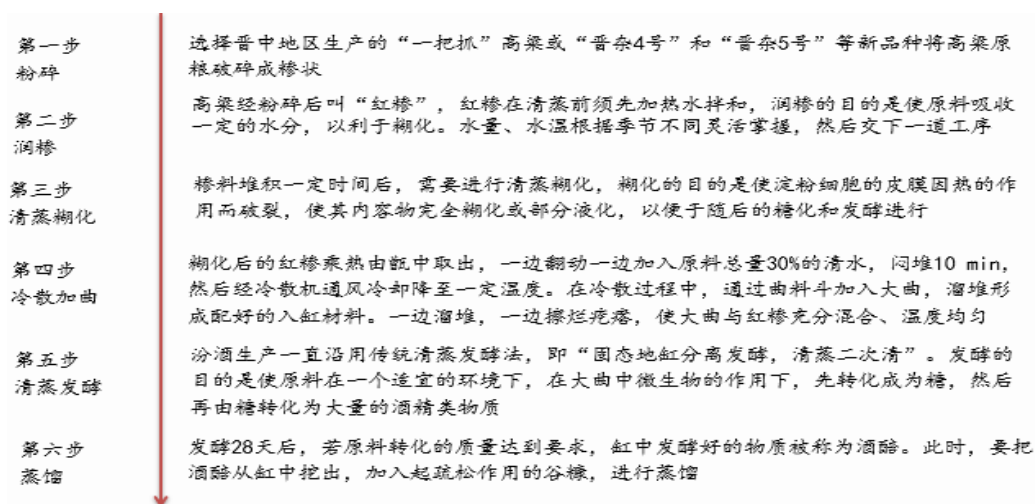 第一步
粉碎
选择晋中地区生产的“一把抓”高粱或“晋杂4号”和“晋杂5号”等新品种将高粱原
粮破碎成糁状
第二步
润糁
高粱经粉碎后叫“红糁”，红糁在清蒸前须先加热水拌和，润糁的目的是使原料吸收
一定的水分，以利于糊化。水量、水温根据季节不同灵活掌握，然后交下一道工序
第三步
清蒸糊化
糁料堆积一定时间后，需要进行清蒸糊化，糊化的目的是使淀粉细胞的皮膜因热的作
用而破裂，使其内容物完全糊化或部分液化，以便于随后的糖化和发酵进行
第四步
冷散加曲
糊化后的红糁乘热由甑中取出，一边翻动一边加入原料总量30%的清水，闷堆10 min，
然后经冷散机通风冷却降至一定温度。在冷散过程中，通过曲料斗加入大曲，溜堆形
成配好的入缸材料。一边溜堆，一边擦烂疙瘩，使大曲与红糁充分混合、温度均匀
第五步
清蒸发酵
汾酒生产一直沿用传统清蒸发酵法，即“固态地缸分离发酵，清蒸二次清”。发酵的
目的是使原料在一个适宜的环境下，在大曲中微生物的作用下，先转化成为糖，然后
再由糖转化为大量的酒精类物质
第六步
蒸馏
发酵28天后，若原料转化的质量达到要求，缸中发酵好的物质被称为酒醅。此时，要把
酒醅从缸中挖出，加入起疏松作用的谷糠，进行蒸馏